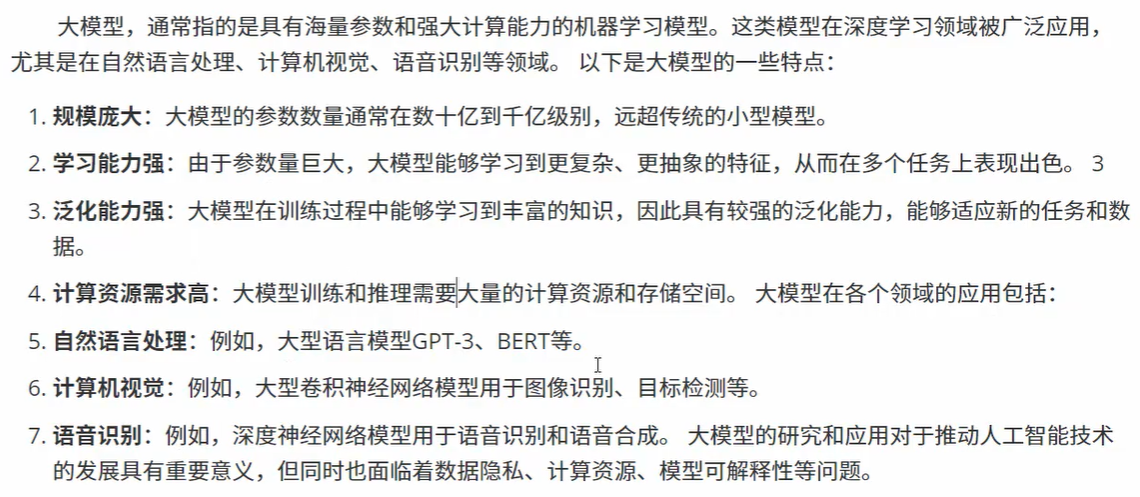 大模型，通常指的是具有海量参数和强大计算能力的机器学习模型。这类模型在深度学习领域被广泛应用，
尤其是在自然语言处理、计算机视觉、语音识别等领域。 以下是大模型的一些特点：
1. 规模庞大：大模型的参数数量通常在数十亿到千亿级别，远超传统的小型模型。
2. 学习能力强：由于参数量巨大，大模型能够学习到更复杂、更抽象的特征，从而在多个任务上表现出色。 3
3. 泛化能力强：大模型在训练过程中能够学习到丰富的知识，因此具有较强的泛化能力，能够适应新的任务和数
据。
4. 计算资源需求高：大模型训练和推理需要大量的计算资源和存储空间。 大模型在各个领域的应用包括：
5. 自然语言处理：例如，大型语言模型GPT-3、BERT等。
6. 计算机视觉：例如，大型卷积神经网络模型用于图像识别、目标检测等。
7. 语音识别：例如，深度神经网络模型用于语音识别和语音合成。 大模型的研究和应用对于推动人工智能技术
的发展具有重要意义，但同时也面临着数据隐私、计算资源、模型可解释性等问题。